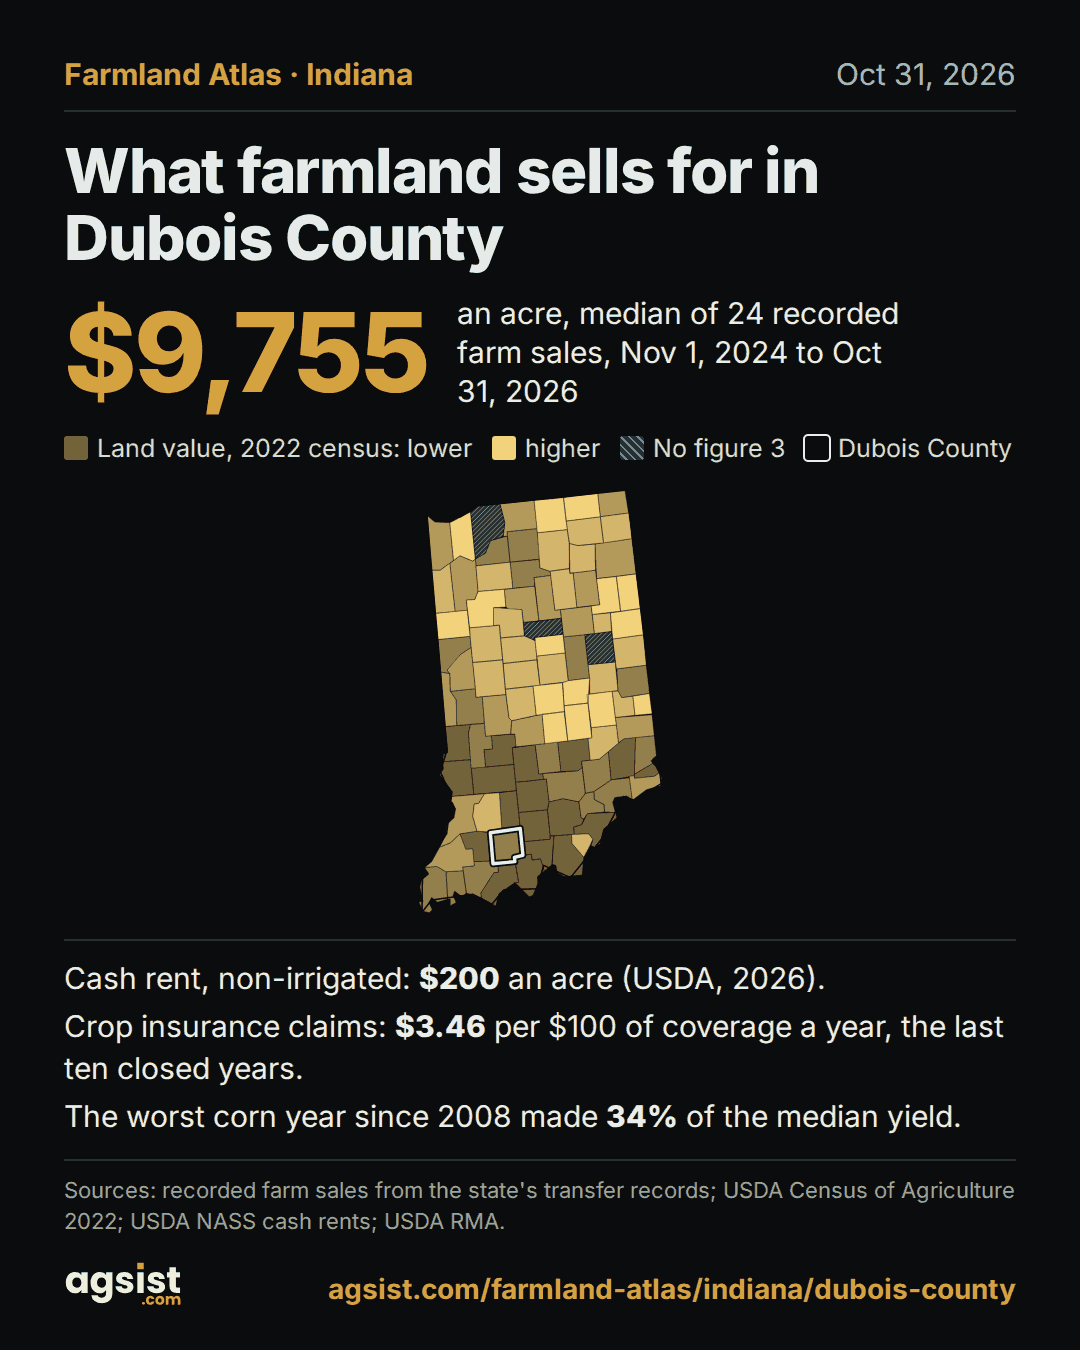 Farmland Atlas · Indiana
Oct 31, 2026
What farmland sells for in
Dubois County
$9,755
an acre, median of 24 recorded
farm sales, Nov 1, 2024 to Oct
31, 2026
Land value, 2022 census: lower
higher
No figure 3
Dubois County
Cash rent, non-irrigated: $200 an acre (USDA, 2026).
Crop insurance claims: $3.46 per $100 of coverage a year, the last
ten closed years.
The worst corn year since 2008 made 34% of the median yield.
Sources: recorded farm sales from the state's transfer records; USDA Census of Agriculture
2022; USDA NASS cash rents; USDA RMA.
agsist
.com
agsist.com/farmland-atlas/indiana/dubois-county